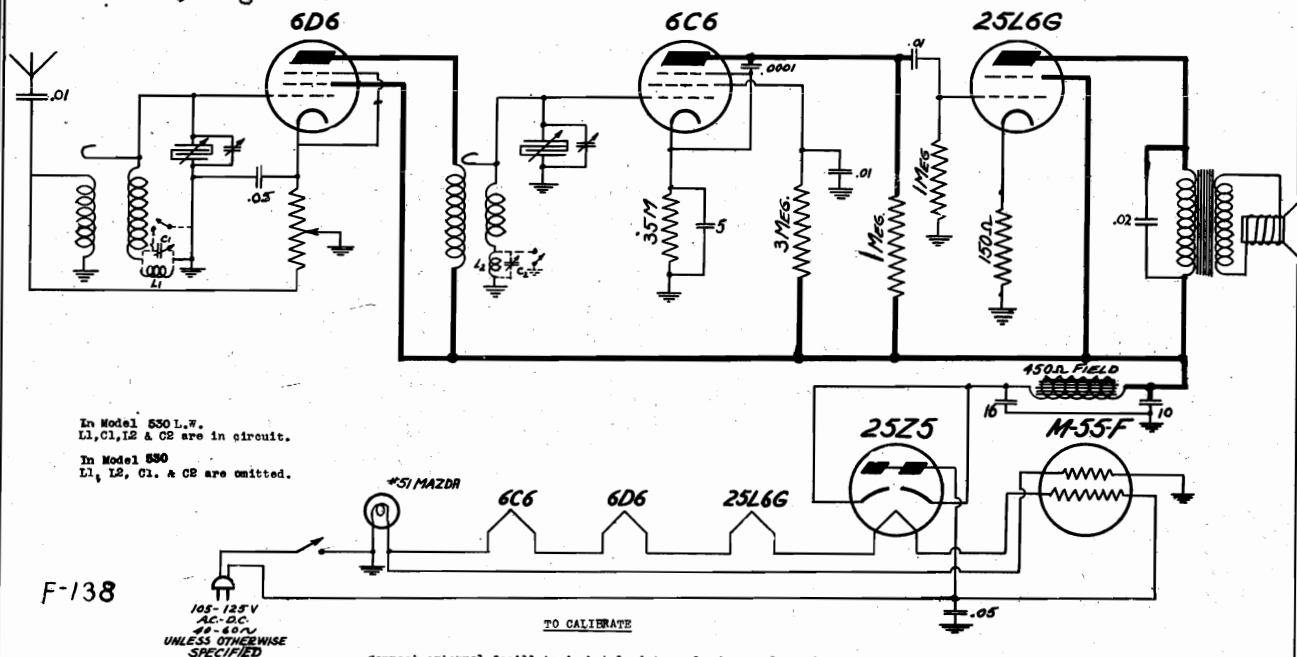 6D6
6C6
25L6G
.01
.0001
.01
.05
C1
L1
L2
C2
.35M
5
3 MEG.
.01
1 MEG.
1 MEG
150Ω
.02
450Ω FIELD
16
10
In Model 530 L.W.
L1,C1,L2 & C2 are in circuit.
In Model 530
L1, L2, C1. & C2 are omitted.
25Z5
M-55-F
#51 MAZDA
6C6
6D6
25L6G
F-138
105-125V
A.C.-D.C.
40-60~
UNLESS OTHERWISE
SPECIFIED
.05
TO CALIBRATE